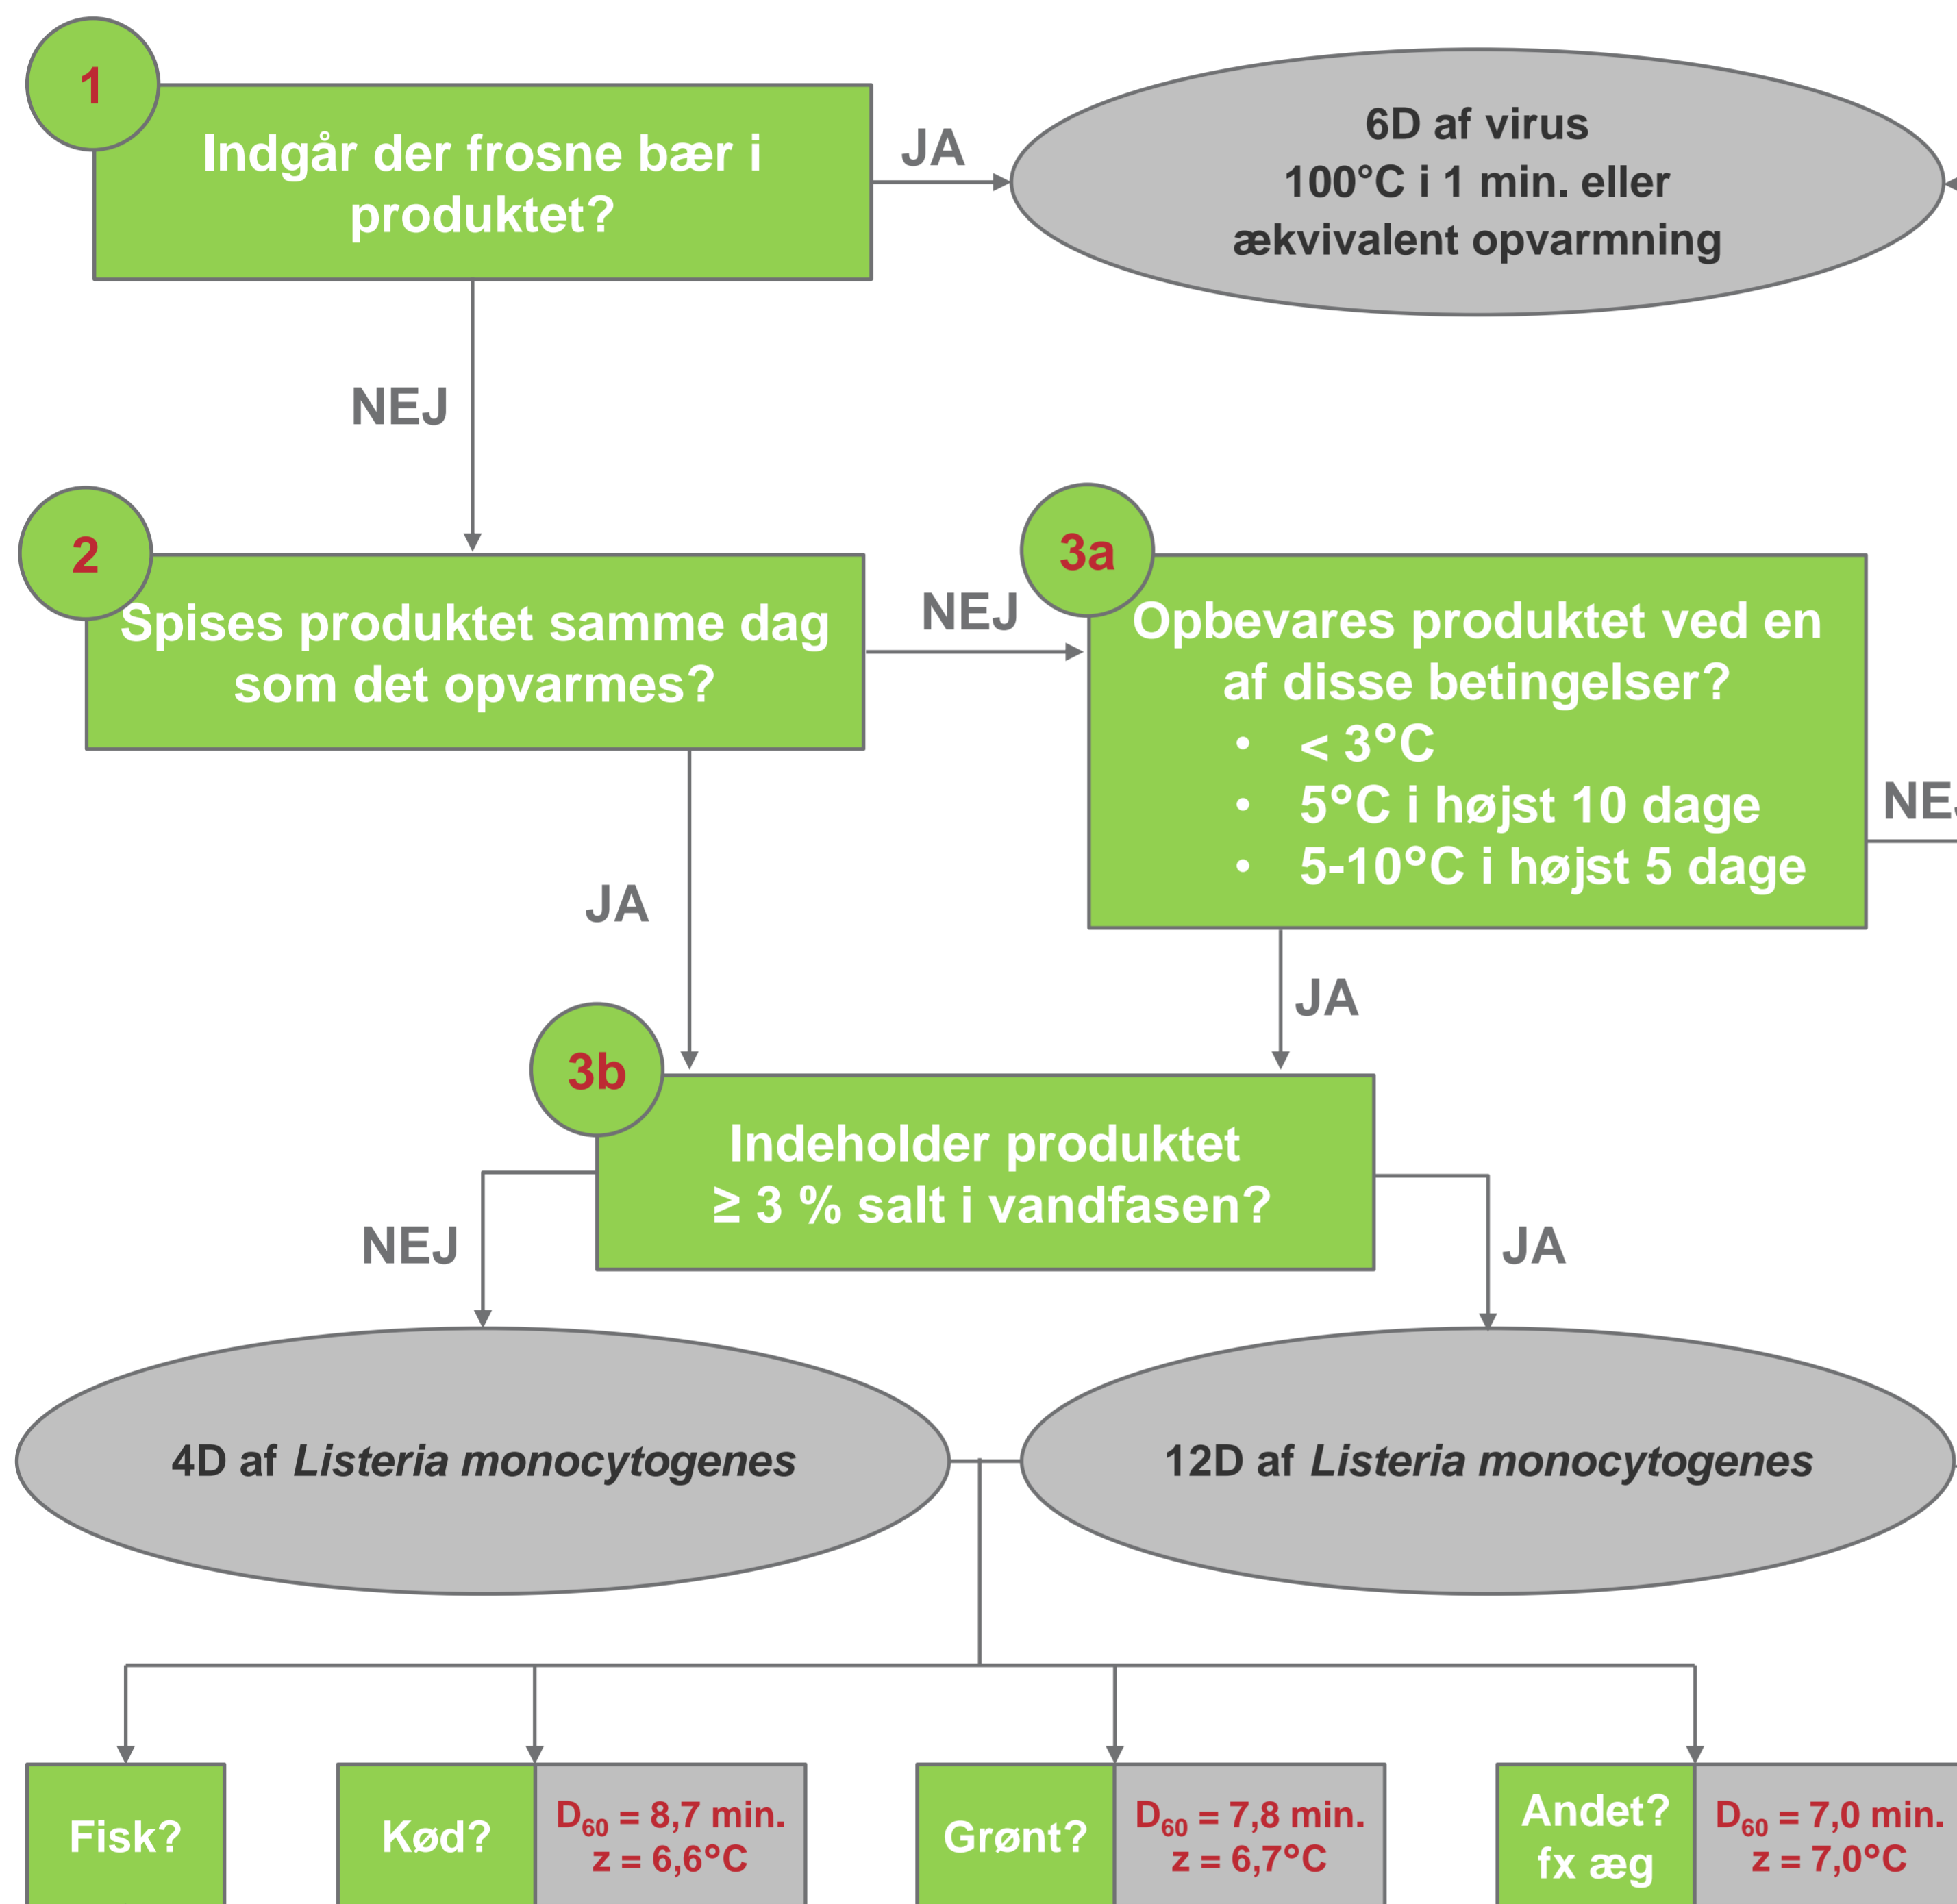 1
Indgår der frosne bær i
produktet?
JA
6D af virus
100°C i 1 min. eller
ækvivalent opvarmning
NEJ
2
Spises produktet samme dag
som det opvarmes?
NEJ
3a
Opbevares produktet ved en
af disse betingelser?
• < 3°C
• 5°C i højst 10 dage
• 5-10°C i højst 5 dage
NEJ
JA
JA
3b
Indeholder produktet
≥ 3 % salt i vandfasen?
NEJ
JA
4D af Listeria monocytogenes
12D af Listeria monocytogenes
Fisk?
Kød?
D60 = 8,7 min.
z = 6,6°C
Grønt?
D60 = 7,8 min.
z = 6,7°C
Andet?
fx æg
D60 = 7,0 min.
z = 7,0°C